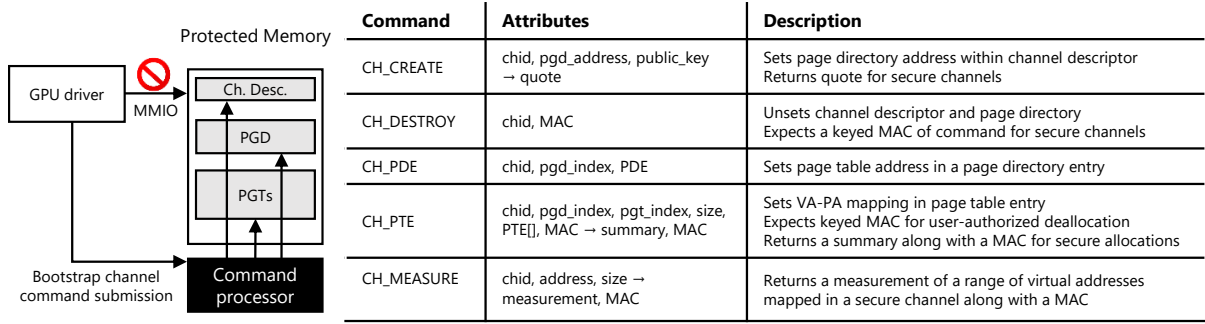 Protected Memory
GPU driver
MMIO
Ch. Desc.
PGD
PGTs
Bootstrap channel
command submission
Command
processor
Command Attributes Description
CH_CREATE
chid, pgd_address, public_key
→ quote
Sets page directory address within channel descriptor
Returns quote for secure channels
CH_DESTROY
chid, MAC
Unsets channel descriptor and page directory
Expects a keyed MAC of command for secure channels
CH_PDE
chid, pgd_index, PDE
Sets page table address in a page directory entry
CH_PTE
chid, pgd_index, pgt_index, size,
PTE[], MAC → summary, MAC
Sets VA-PA mapping in page table entry
Expects keyed MAC for user-authorized deallocation
Returns a summary along with a MAC for secure allocations
CH_MEASURE
chid, address, size →
measurement, MAC
Returns a measurement of a range of virtual addresses
mapped in a secure channel along with a MAC